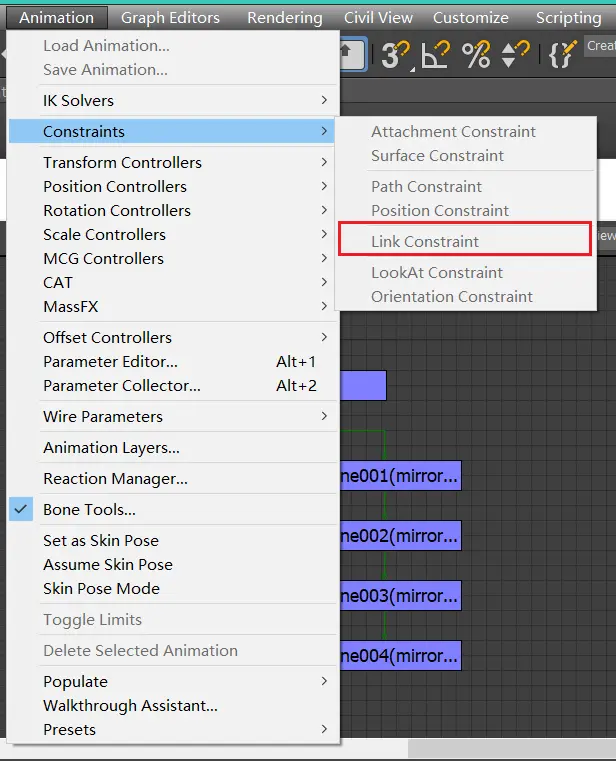 Animation Graph Editors Rendering Civil View Customize Scripting
Load Animation...
Save Animation...
3 % {} Crea
IK Solvers
Constraints
Attachment Constraint
Surface Constraint
Path Constraint
Position Constraint
Link Constraint
LookAt Constraint
Orientation Constraint
Transform Controllers
Position Controllers
Rotation Controllers
Scale Controllers
MCG Controllers
CAT
MassFX
Offset Controllers
Parameter Editor... Alt+1
Parameter Collector... Alt+2
Wire Parameters
Animation Layers...
Reaction Manager...
Bone Tools...
Set as Skin Pose
Assume Skin Pose
Skin Pose Mode
Toggle Limits
Delete Selected Animation
Populate
Walkthrough Assistant...
Presets
ne001(mirror...
ne002(mirror...
ne003(mirror...
ne004(mirror...